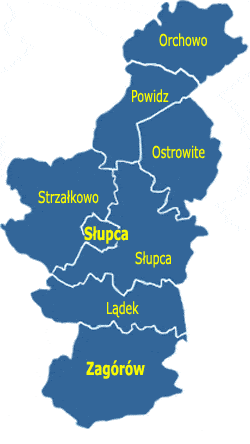 Orchowo
Powidz
Ostrowite
Strzałkowo
Słupca
Słupca
Lądek
Zagórów